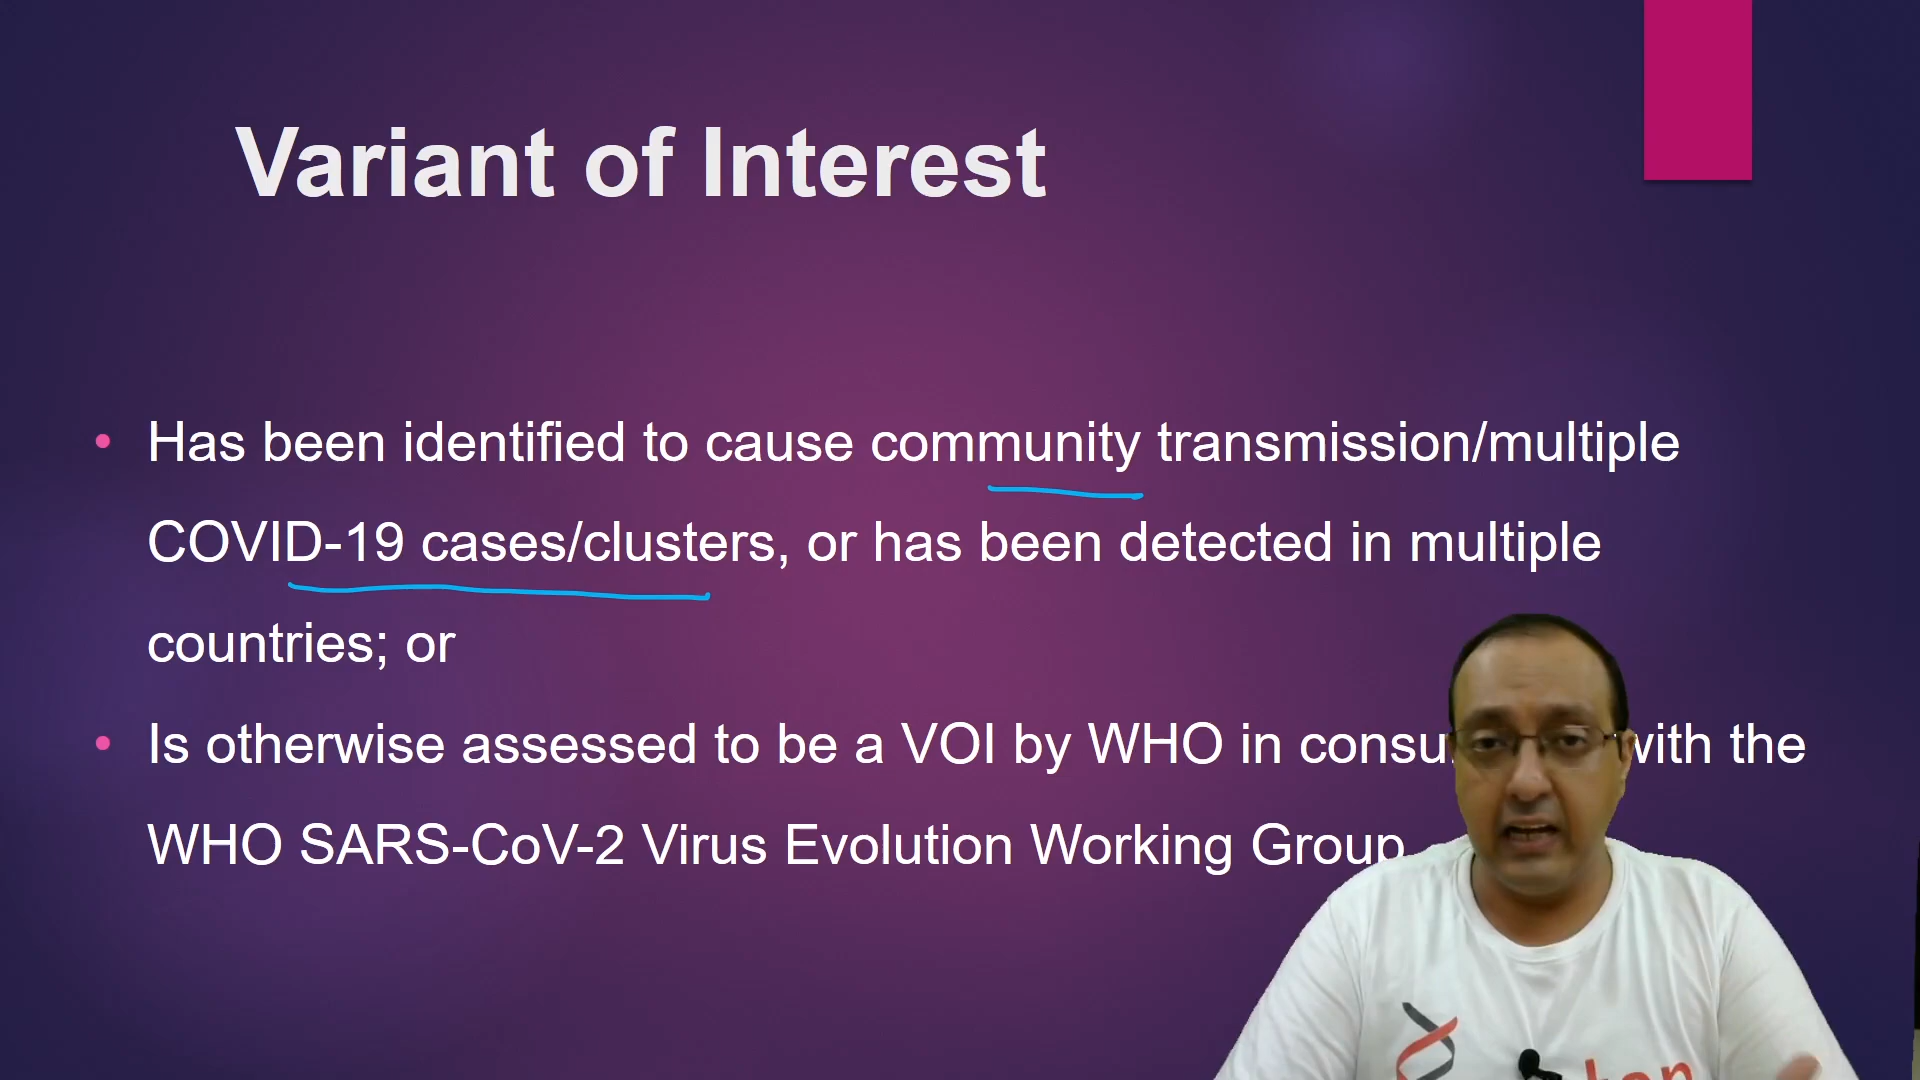 Variant of Interest
• Has been identified to cause community transmission/multiple
COVID-19 cases/clusters, or has been detected in multiple
countries; or
• Is otherwise assessed to be a VOI by WHO in with the
WHO SARS-CoV-2 Virus Evolution Working Group